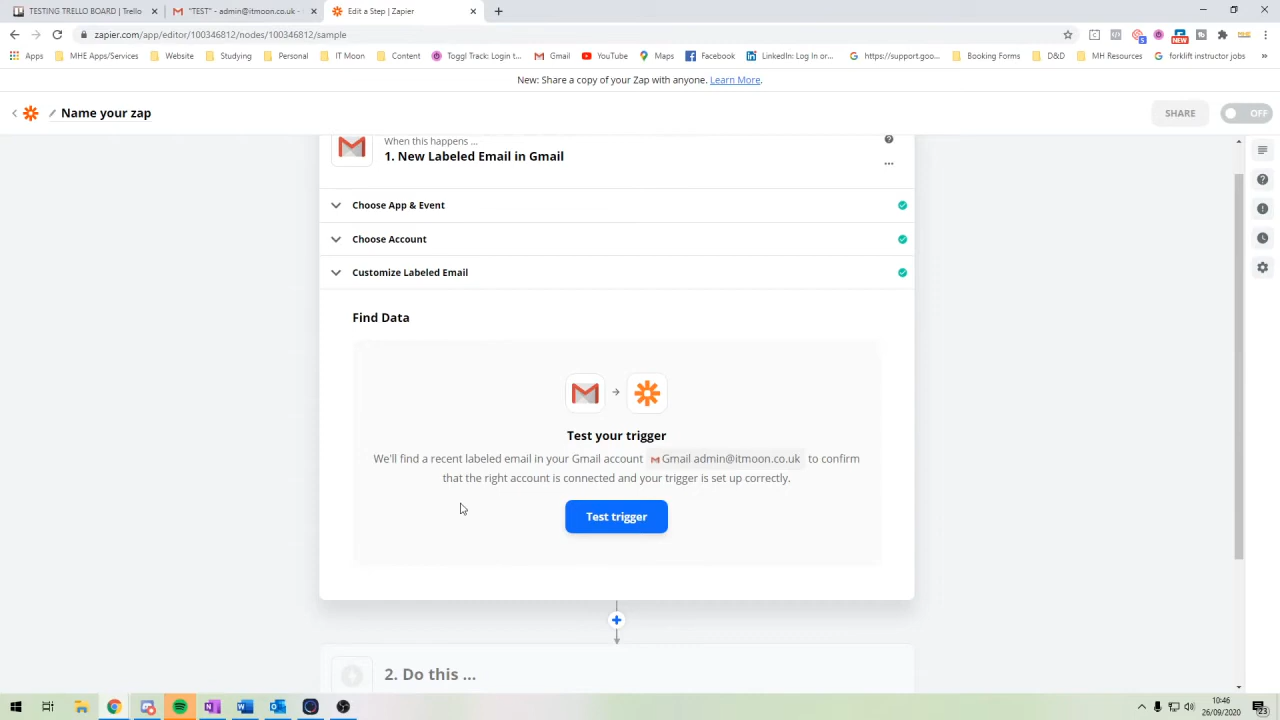 TESTING TRELLO BOARD | Trello
"TEST" - admin@itmoon.co.uk -
Edit a Step | Zapier
zapier.com/app/editor/100346812/nodes/100346812/sample
Apps
MHE Apps/Services
Website
Studying
Personal
IT Moon
Content
Toggl Track Login t...
Gmail
YouTube
Maps
Facebook
LinkedIn: Log In or...
https://support.goo...
Booking Forms
D&D
MH Resources
forklift instructor jobs
»
New: Share a copy of your Zap with anyone. Learn More.
Name your zap
SHARE
OFF
When this happens ...
1. New Labeled Email in Gmail
Choose App & Event
Choose Account
Customize Labeled Email
Find Data
Test your trigger
We'll find a recent labeled email in your Gmail account Gmail admin@itmoon.co.uk to confirm
that the right account is connected and your trigger is set up correctly.
Test trigger
2. Do this ...
10:46
26/09/2020